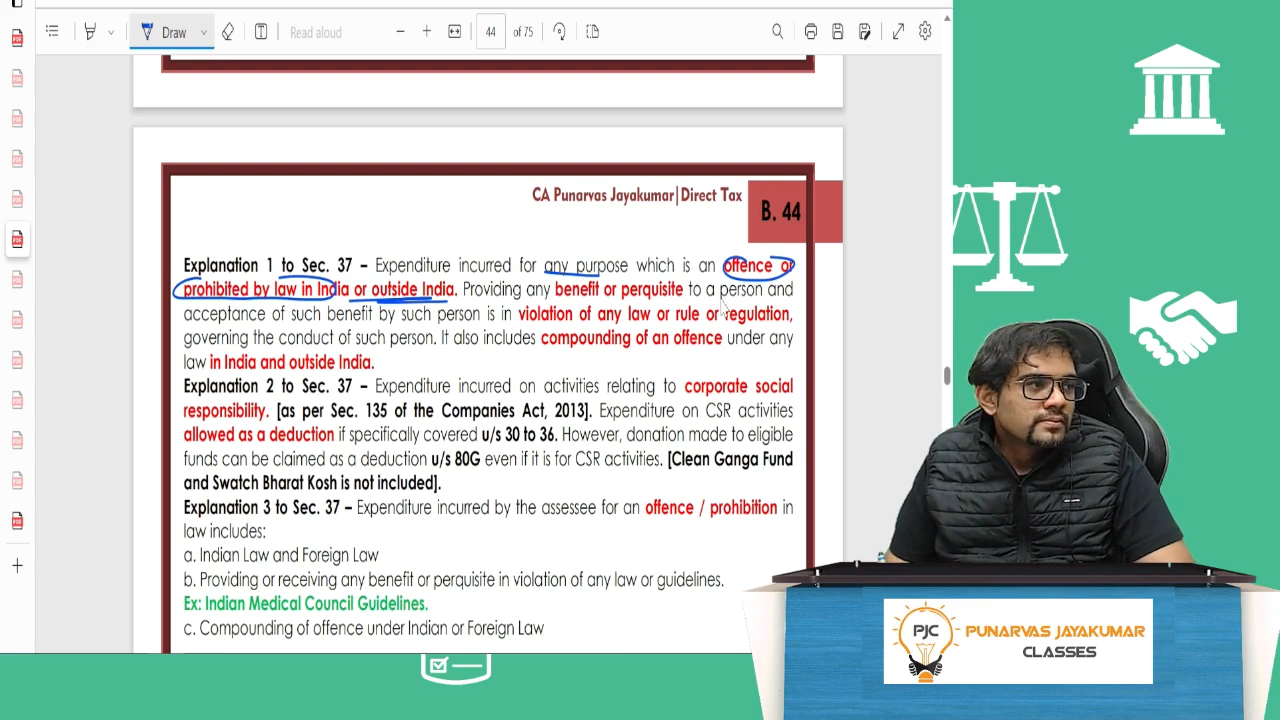 Draw
Read aloud
44
of 75
CA Punarvas Jayakumar|Direct Tax
B. 44
Explanation 1 to Sec. 37 – Expenditure incurred for any purpose which is an offence or
prohibited by law in India or outside India. Providing any benefit or perquisite to a person and
acceptance of such benefit by such person is in violation of any law or rule or regulation,
governing the conduct of such person. It also includes compounding of an offence under any
law in India and outside India.
Explanation 2 to Sec. 37 – Expenditure incurred on activities relating to corporate social
responsibility. [as per Sec. 135 of the Companies Act, 2013]. Expenditure on CSR activities
allowed as a deduction if specifically covered u/s 30 to 36. However, donation made to eligible
funds can be claimed as a deduction u/s 80G even if it is for CSR activities. [Clean Ganga Fund
and Swatch Bharat Kosh is not included].
Explanation 3 to Sec. 37 – Expenditure incurred by the assessee for an offence / prohibition in
law includes:
a. Indian Law and Foreign Law
b. Providing or receiving any benefit or perquisite in violation of any law or guidelines.
Ex: Indian Medical Council Guidelines.
c. Compounding of offence under Indian or Foreign Law
PJC
PUNARVAS JAYAKUMAR
CLASSES